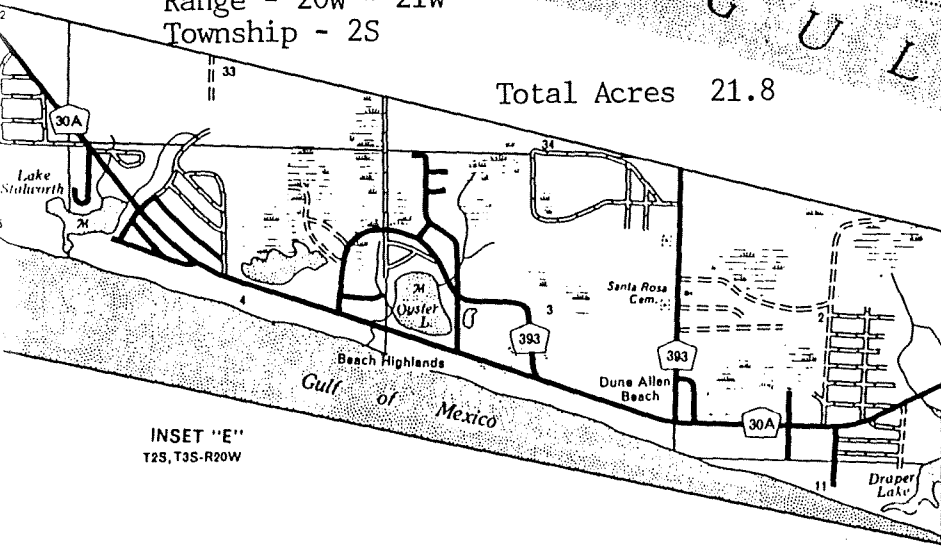 Range - 20W - 21W
Township - 2S
G U L
Total Acres 21.8
2
33
30A
34
Lake
Stalworth
M
4
M
Oyster
L.
3
393
Santa Rosa
Cem.
2
393
Beach Highlands
Dune Allen
Beach
Gulf of Mexico
30A
INSET "E"
T2S, T3S-R20W
11
Draper
Lake